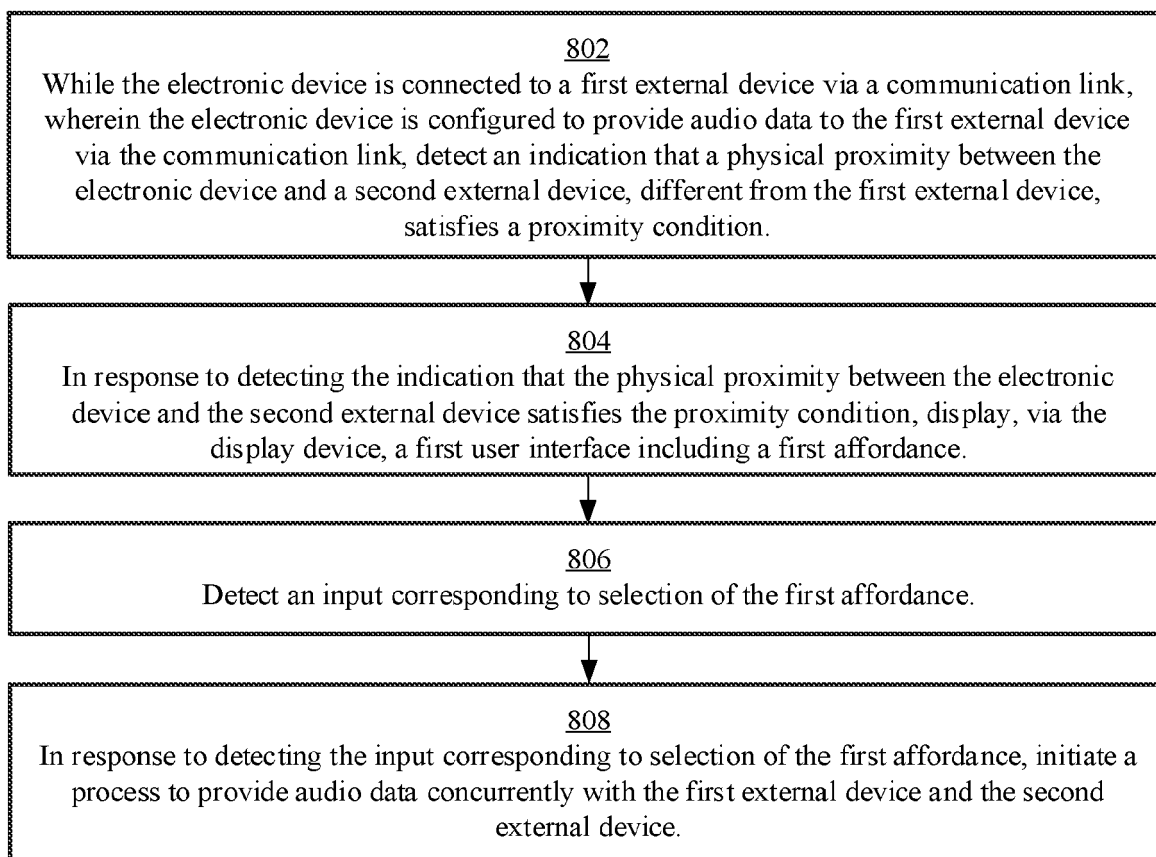 802
While the electronic device is connected to a first external device via a communication link,
wherein the electronic device is configured to provide audio data to the first external device
via the communication link, detect an indication that a physical proximity between the
electronic device and a second external device, different from the first external device,
satisfies a proximity condition.
804
In response to detecting the indication that the physical proximity between the electronic
device and the second external device satisfies the proximity condition, display, via the
display device, a first user interface including a first affordance.
806
Detect an input corresponding to selection of the first affordance.
808
In response to detecting the input corresponding to selection of the first affordance, initiate a
process to provide audio data concurrently with the first external device and the second
external device.